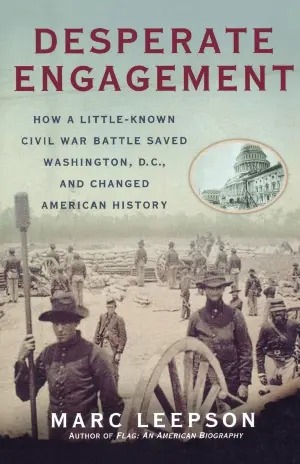 DESPERATE
ENGAGEMENT
HOW A LITTLE-KNOWN
CIVIL WAR BATTLE SAVED
WASHINGTON, D.C.,
AND CHANGED
AMERICAN HISTORY
MARC LEEPSON
AUTHOR OF FLAG: AN AMERICAN BIOGRAPHY